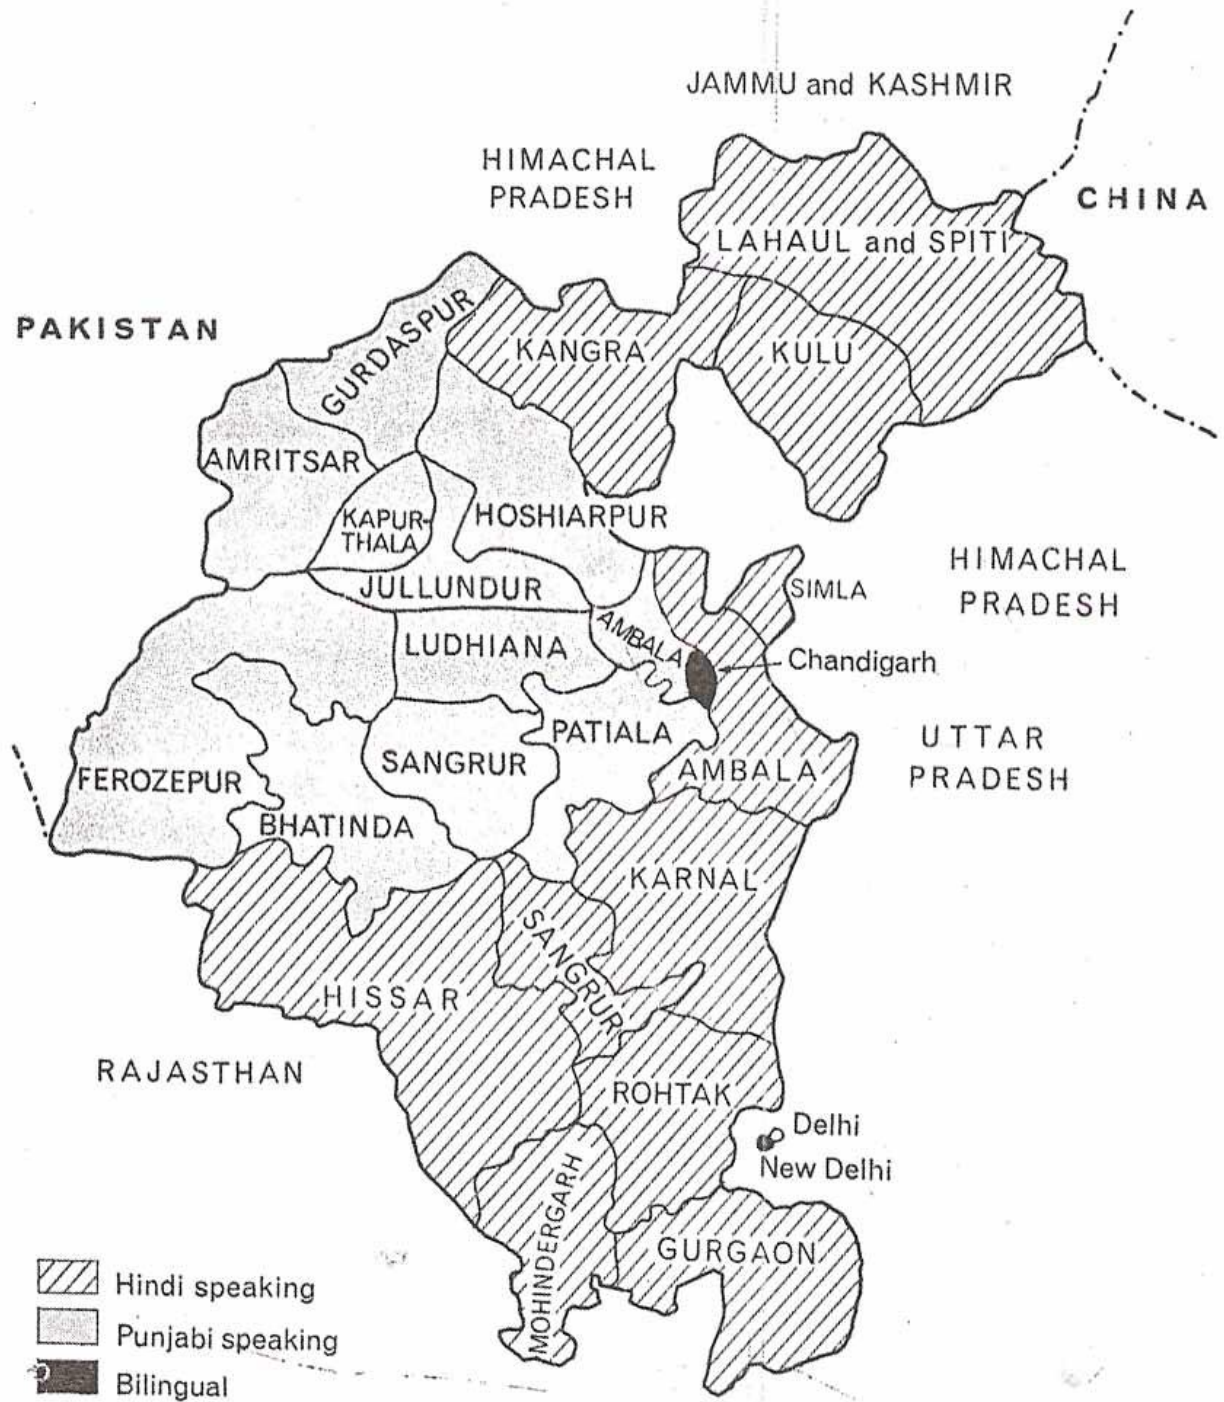 JAMMU and KASHMIR
HIMACHAL
PRADESH
CHINA
LAHAUL and SPITI
PAKISTAN
GURDASPUR
KANGRA
KULU
AMRITSAR
KAPUR-
THALA
HOSHIARPUR
HIMACHAL
PRADESH
JULLUNDUR
SIMLA
AMBALA
LUDHIANA
Chandigarh
PATIALA
UTTAR
PRADESH
SANGRUR
FEROZEPUR
AMBALA
BHATINDA
KARNAL
SANGRUR
HISSAR
RAJASTHAN
ROHTAK
Delhi
New Delhi
MOHINDERGARH
GURGAON
Hindi speaking
Punjabi speaking
Bilingual